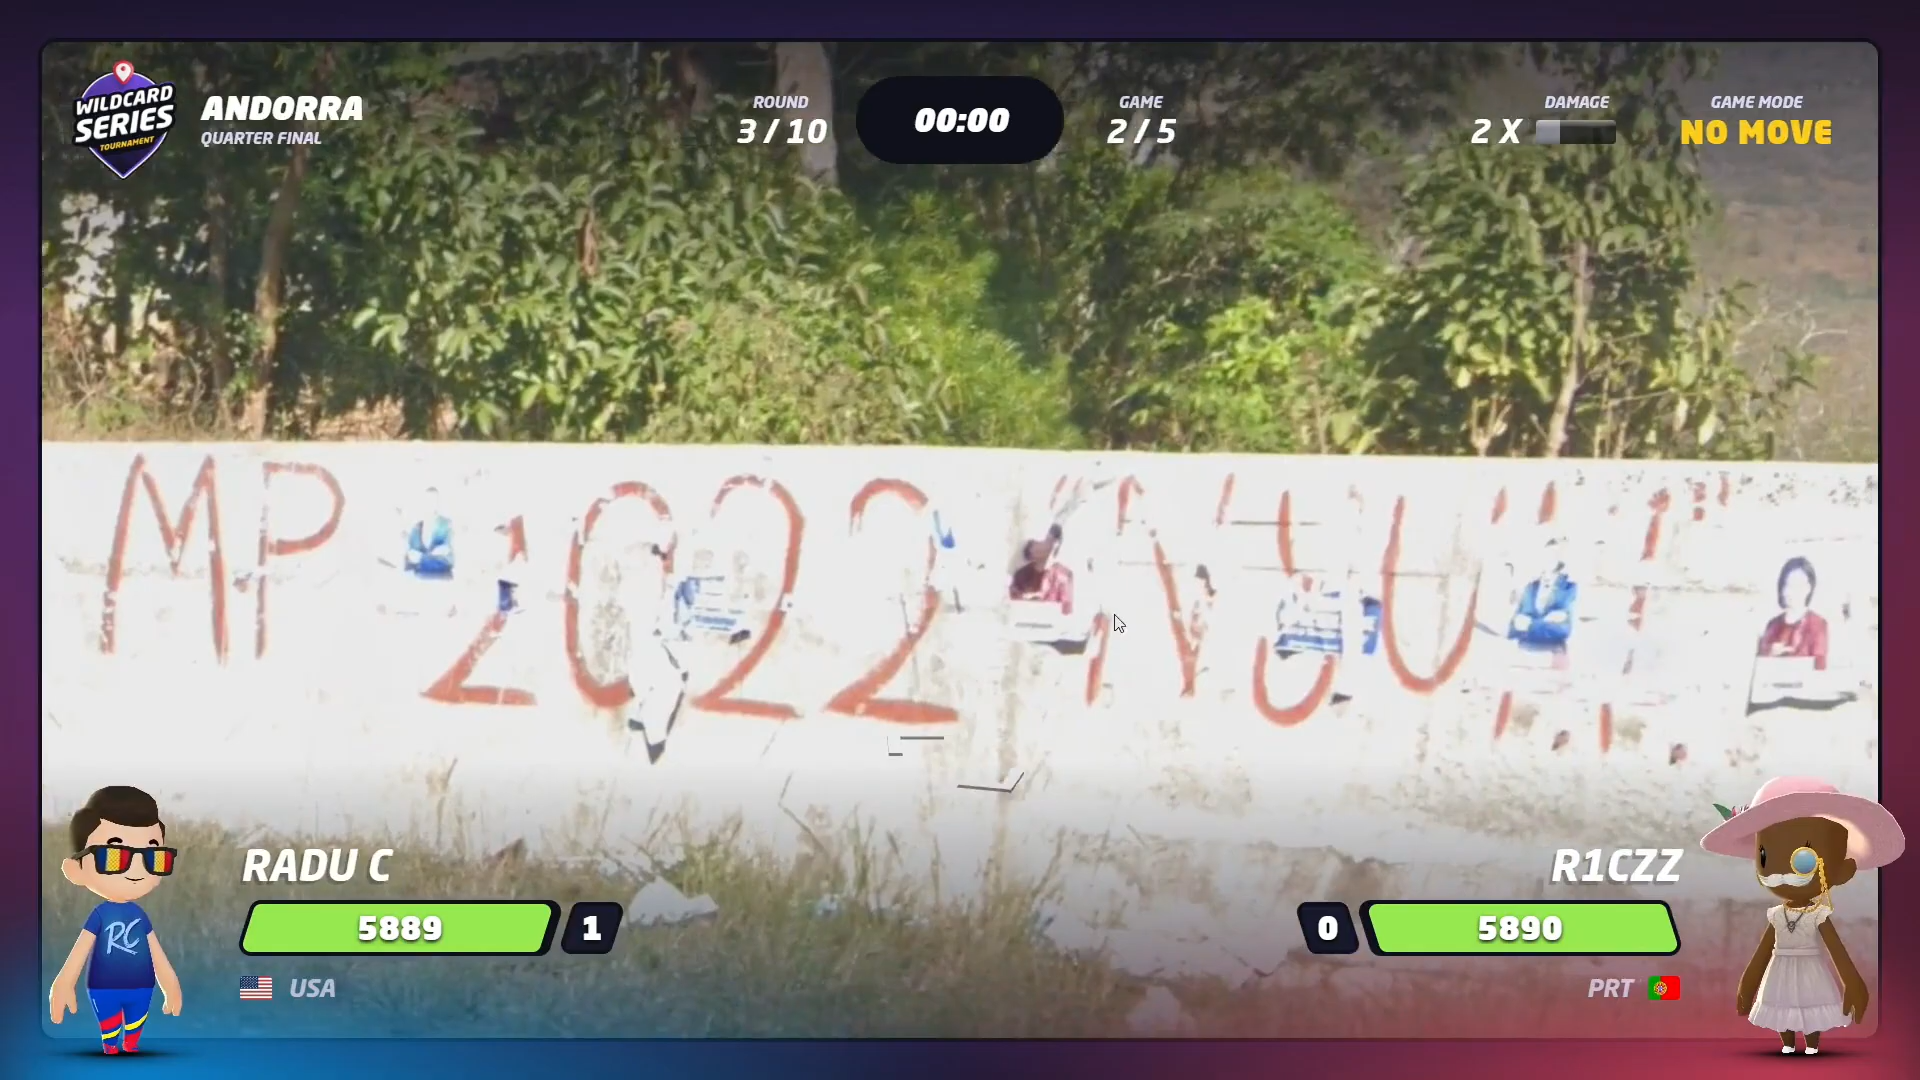 WILDCARD
SERIES
TOURNAMENT
ANDORRA
QUARTER FINAL
ROUND
3 / 10
00:00
GAME
2 / 5
DAMAGE
2 X
GAME MODE
NO MOVE
MP 2022
RC
RADU C
5889
1
USA
R1CZZ
0
5890
PRT